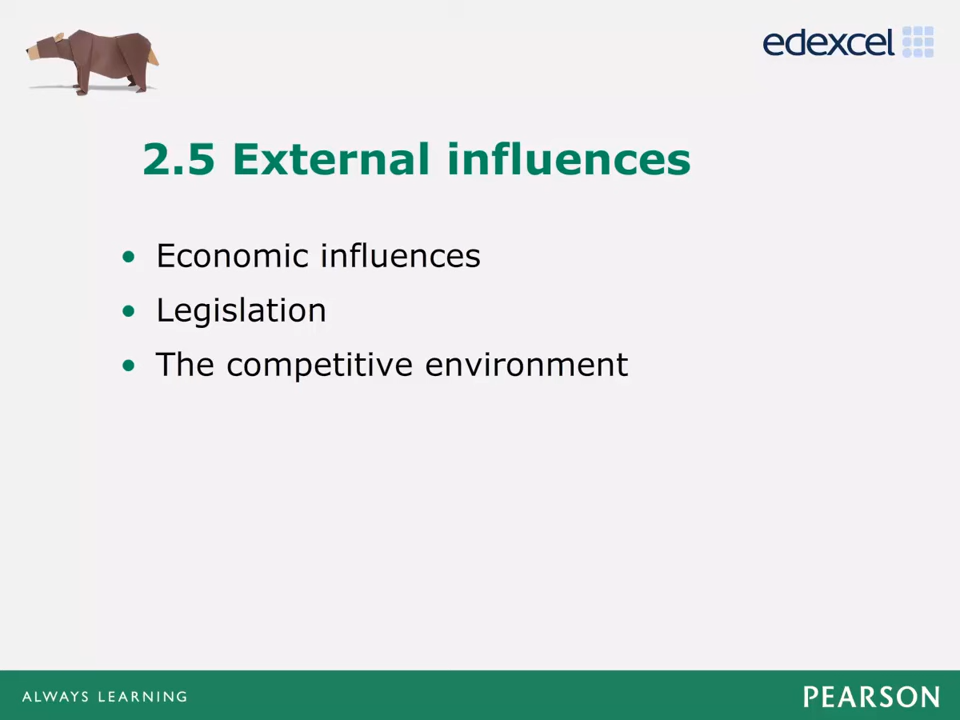 edexcel
2.5 External influences
• Economic influences
• Legislation
• The competitive environment
ALWAYS LEARNING
PEARSON